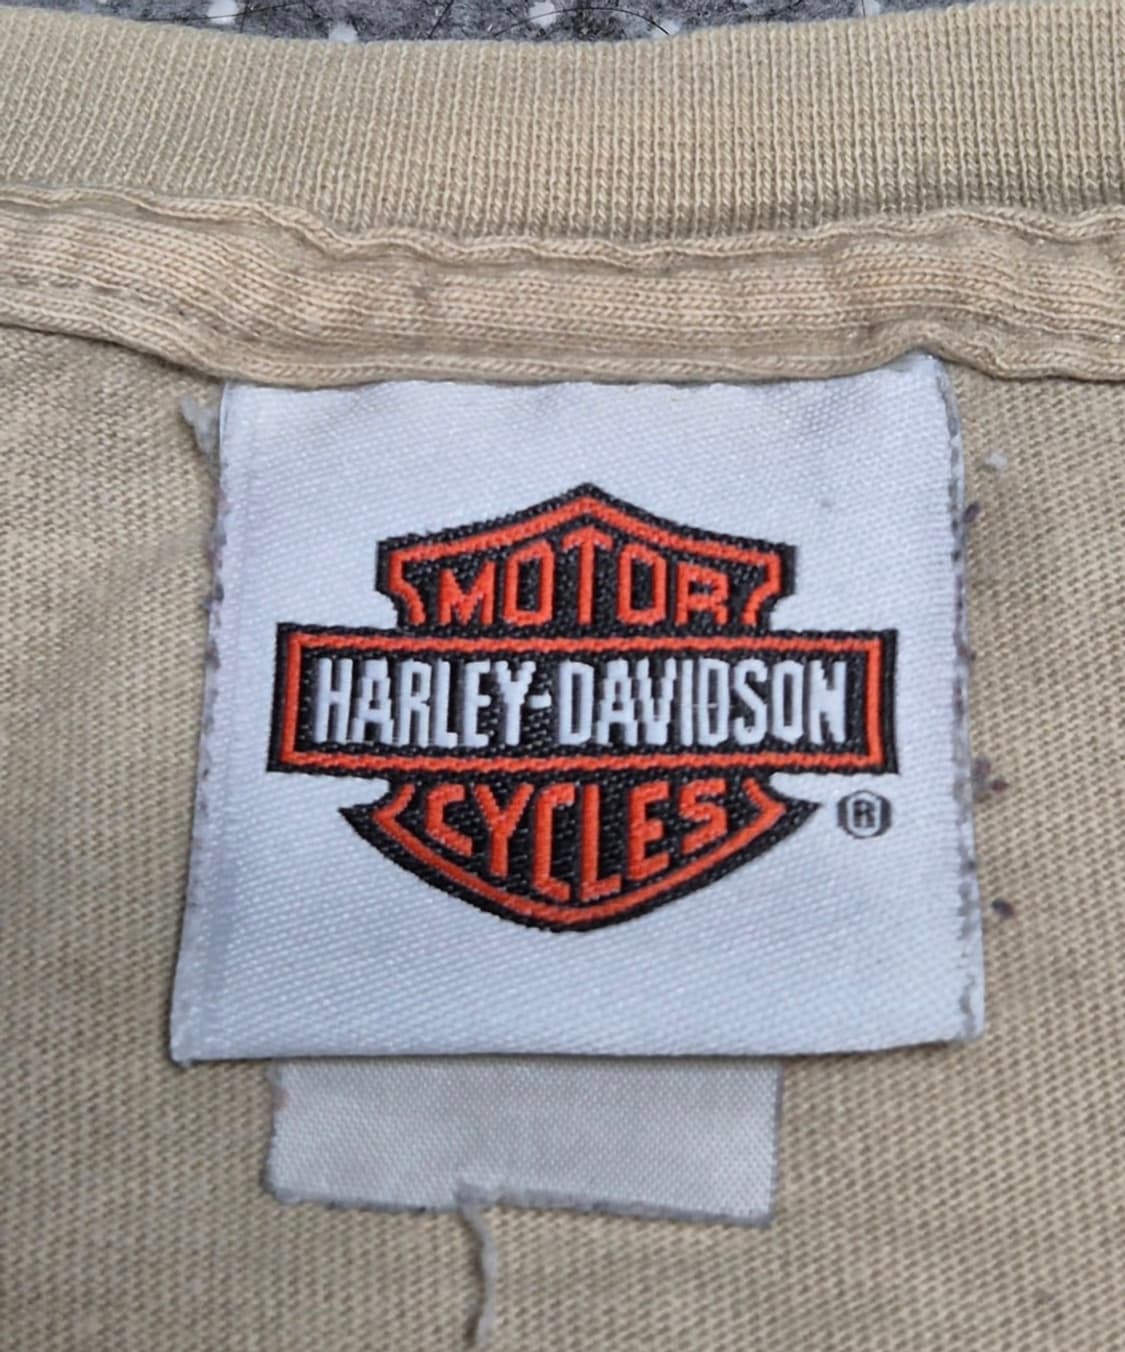 MOTOR
HARLEY-DAVIDSON
CYCLES
®